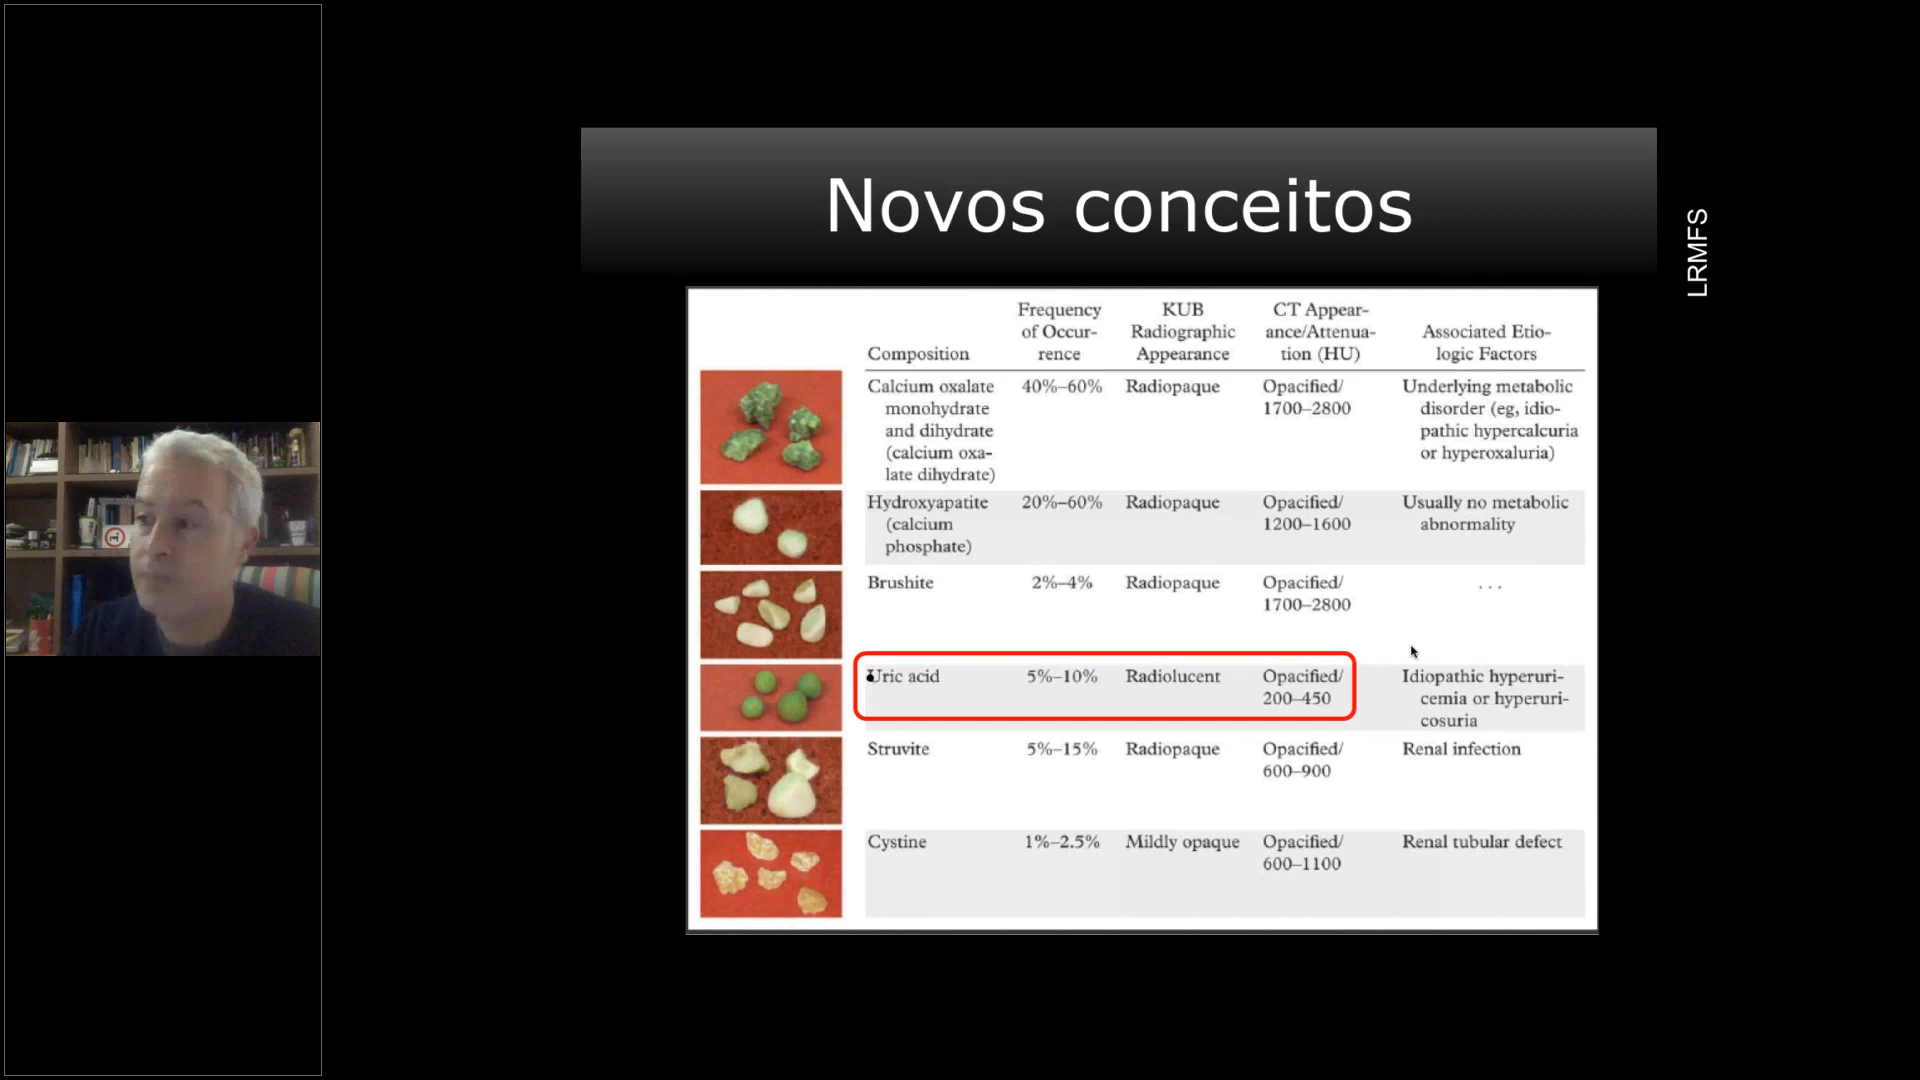 Novos conceitos
LRMFS
Frequency
of Occur-
rence
KUB
Radiographic
Appearance
CT Appear-
ance/Attenua-
tion (HU)
Associated Etio-
logic Factors
Composition
Calcium oxalate
monohydrate
and dihydrate
(calcium oxa-
late dihydrate)
40%–60%
Radiopaque
Opacified/
1700–2800
Underlying metabolic
disorder (eg, idio-
pathic hypercalcuria
or hyperoxaluria)
Hydroxyapatite
(calcium
phosphate)
20%–60%
Radiopaque
Opacified/
1200–1600
Usually no metabolic
abnormality
Brushite
2%–4%
Radiopaque
Opacified/
1700–2800
. . .
Uric acid
5%–10%
Radiolucent
Opacified/
200–450
Idiopathic hyperuri-
cemia or hyperuri-
cosuria
Struvite
5%–15%
Radiopaque
Opacified/
600–900
Renal infection
Cystine
1%–2.5%
Mildly opaque
Opacified/
600–1100
Renal tubular defect